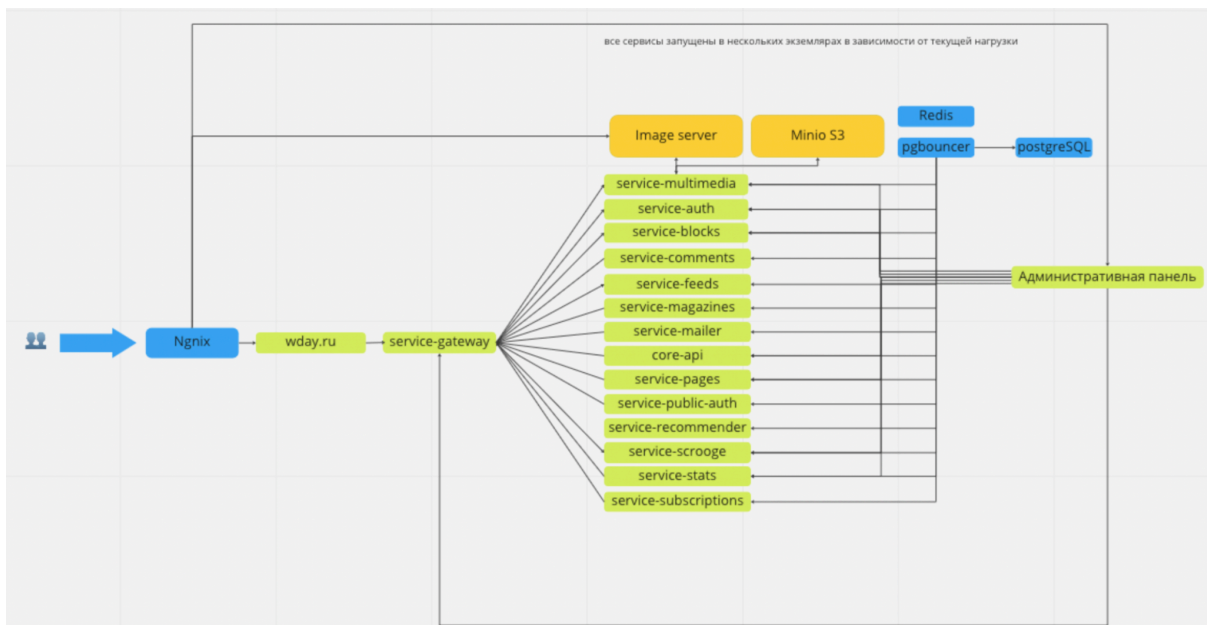 все сервисы запущены в нескольких экземлярах в зависимости от текущей нагрузки
Redis
Image server
Minio S3
pgbouncer
postgreSQL
service-multimedia
service-auth
service-blocks
service-comments
Административная панель
service-feeds
service-magazines
service-mailer
Ngnix
wday.ru
service-gateway
core-api
service-pages
service-public-auth
service-recommender
service-scrooge
service-stats
service-subscriptions